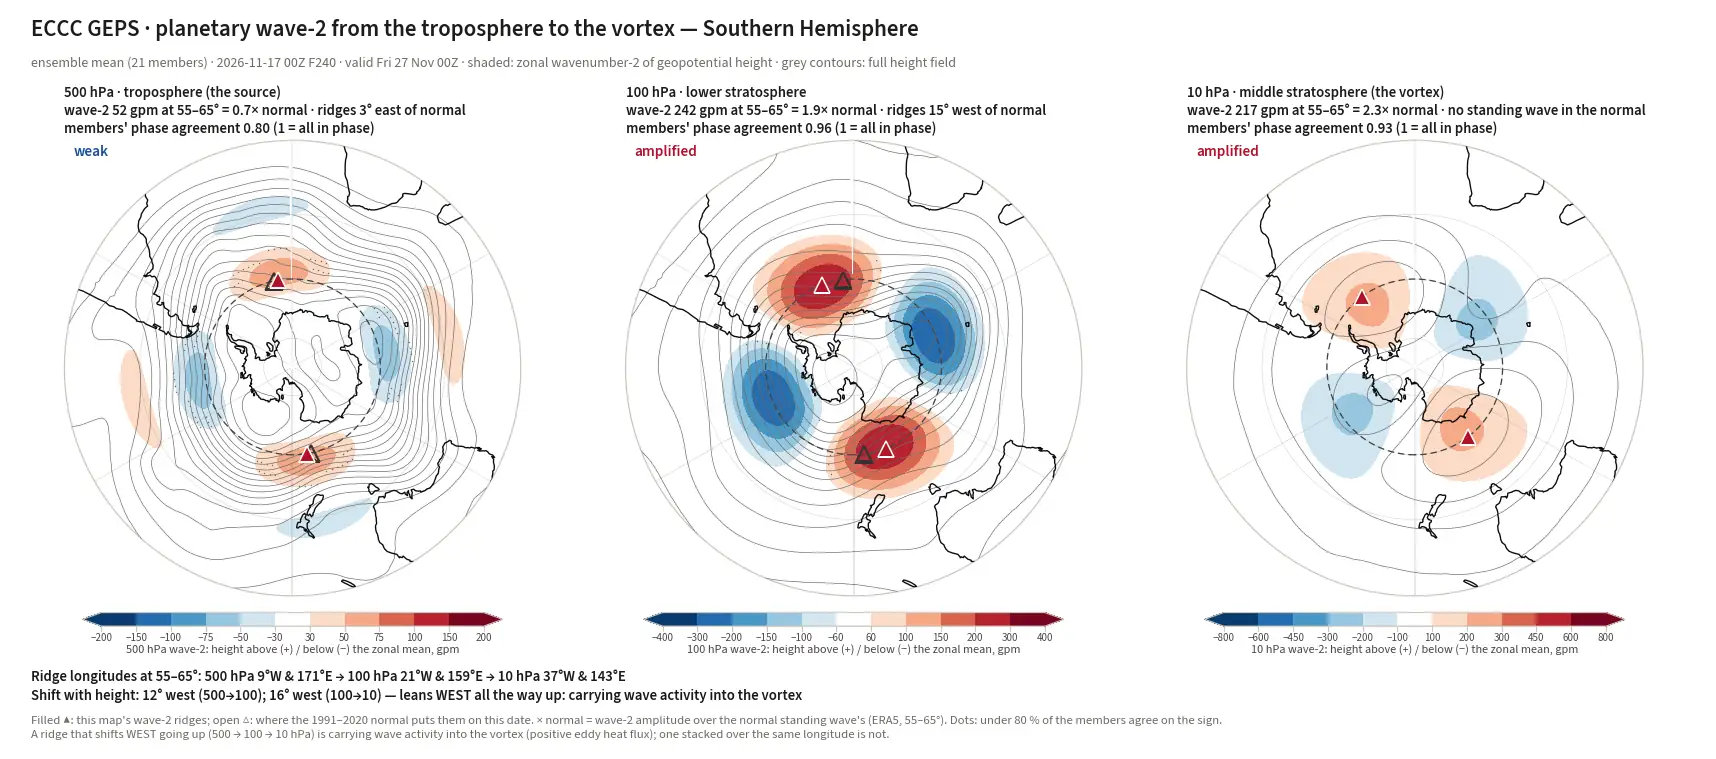 ECCC GEPS · planetary wave-2 from the troposphere to the vortex — Southern Hemisphere
ensemble mean (21 members) · 2026-11-17 00Z F240 · valid Fri 27 Nov 00Z · shaded: zonal wavenumber-2 of geopotential height · grey contours: full height field
500 hPa · troposphere (the source)
wave-2 52 gpm at 55–65° = 0.7× normal · ridges 3° east of normal
members' phase agreement 0.80 (1 = all in phase)
weak
100 hPa · lower stratosphere
wave-2 242 gpm at 55–65° = 1.9× normal · ridges 15° west of normal
members' phase agreement 0.96 (1 = all in phase)
amplified
10 hPa · middle stratosphere (the vortex)
wave-2 217 gpm at 55–65° = 2.3× normal · no standing wave in the normal
members' phase agreement 0.93 (1 = all in phase)
amplified
−200 −150 −100 −75 −50 −30 30 50 75 100 150 200
500 hPa wave-2: height above (+) / below (−) the zonal mean, gpm
−400 −300 −200 −150 −100 −60 60 100 150 200 300 400
100 hPa wave-2: height above (+) / below (−) the zonal mean, gpm
−800 −600 −450 −300 −200 −100 100 200 300 450 600 800
10 hPa wave-2: height above (+) / below (−) the zonal mean, gpm
Ridge longitudes at 55–65°: 500 hPa 9°W & 171°E → 100 hPa 21°W & 159°E → 10 hPa 37°W & 143°E
Shift with height: 12° west (500→100); 16° west (100→10) — leans WEST all the way up: carrying wave activity into the vortex
Filled ▲: this map's wave-2 ridges; open △: where the 1991–2020 normal puts them on this date. × normal = wave-2 amplitude over the normal standing wave's (ERA5, 55–65°). Dots: under 80 % of the members agree on the sign.
A ridge that shifts WEST going up (500 → 100 → 10 hPa) is carrying wave activity into the vortex (positive eddy heat flux); one stacked over the same longitude is not.